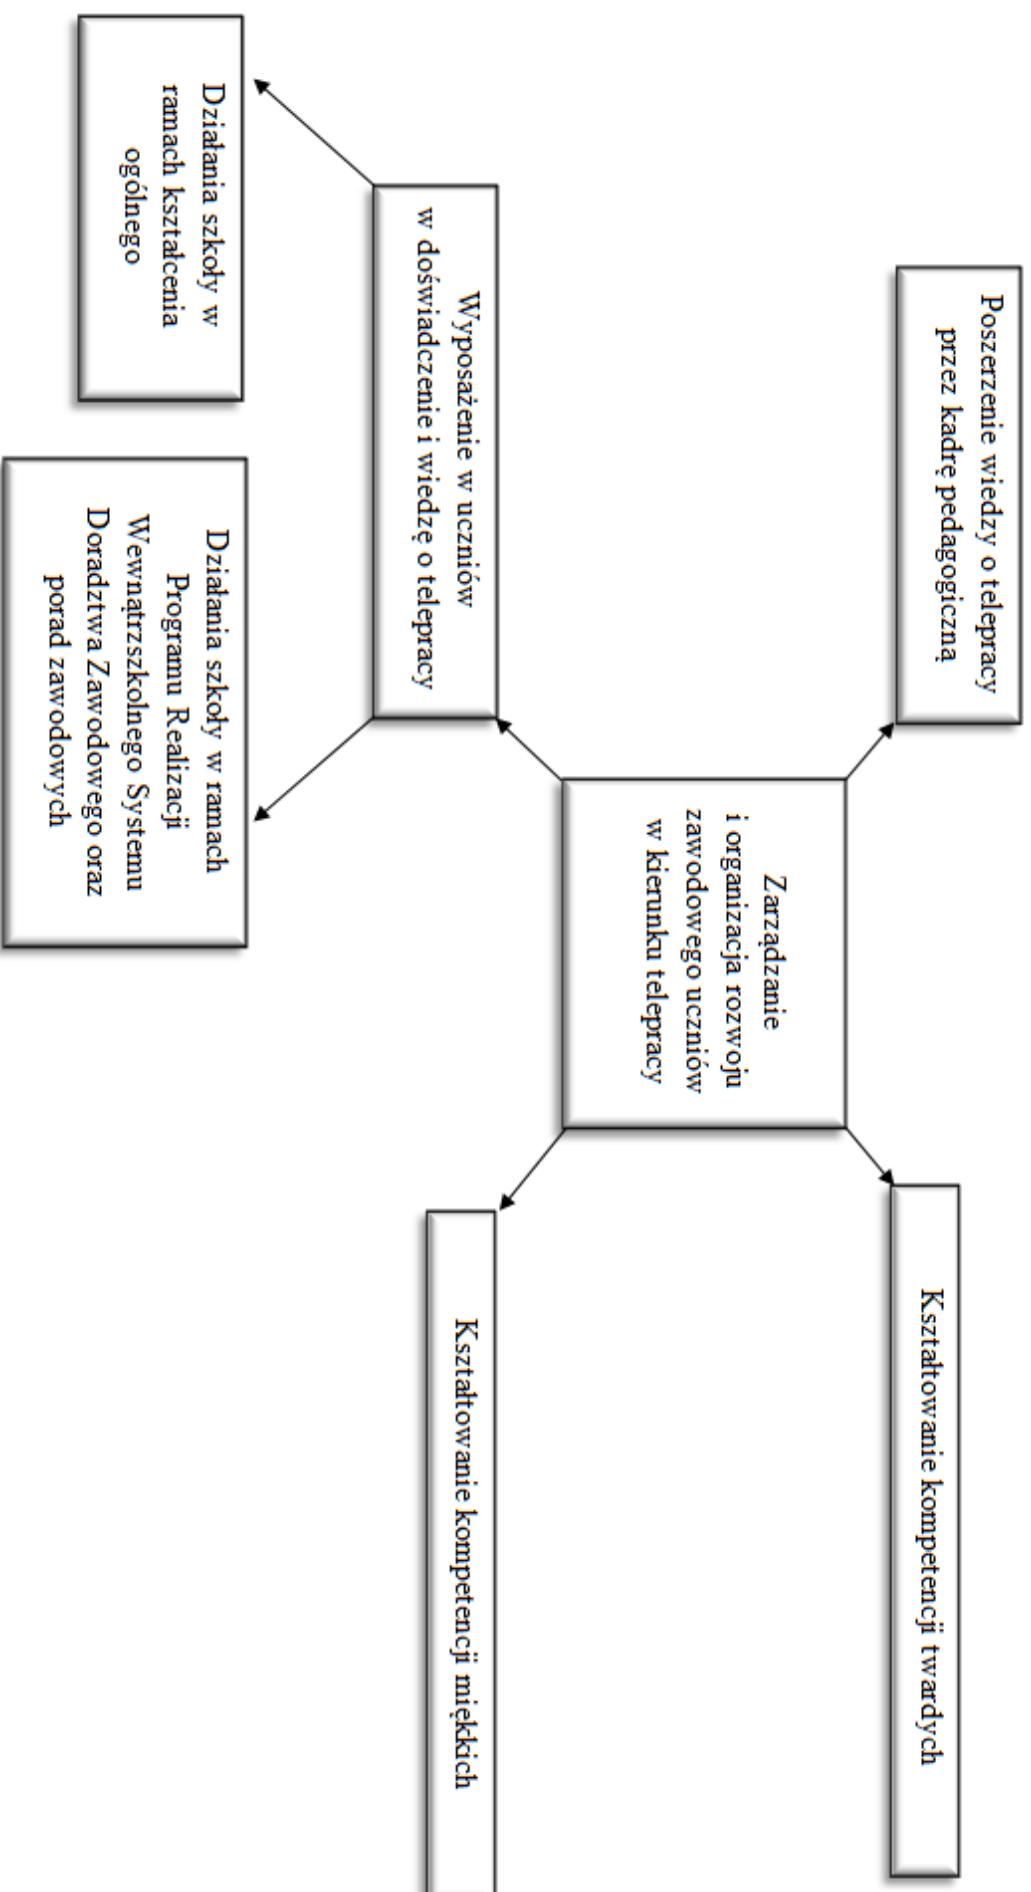 Poszerzenie wiedzy o telepracy
przez kadrę pedagogiczną
Kształtowanie kompetencji twardych
Zarządzanie
i organizacja rozwoju
zawodowego uczniów
w kierunku telepracy
Wyposażenie w uczniów
w doświadczenie i wiedzę o telepracy
Kształtowanie kompetencji miękkich
Działania szkoły w
ramach kształcenia
ogólnego
Działania szkoły w ramach
Programu Realizacji
Wewnątrzszkolnego Systemu
Doradztwa Zawodowego oraz
porad zawodowych